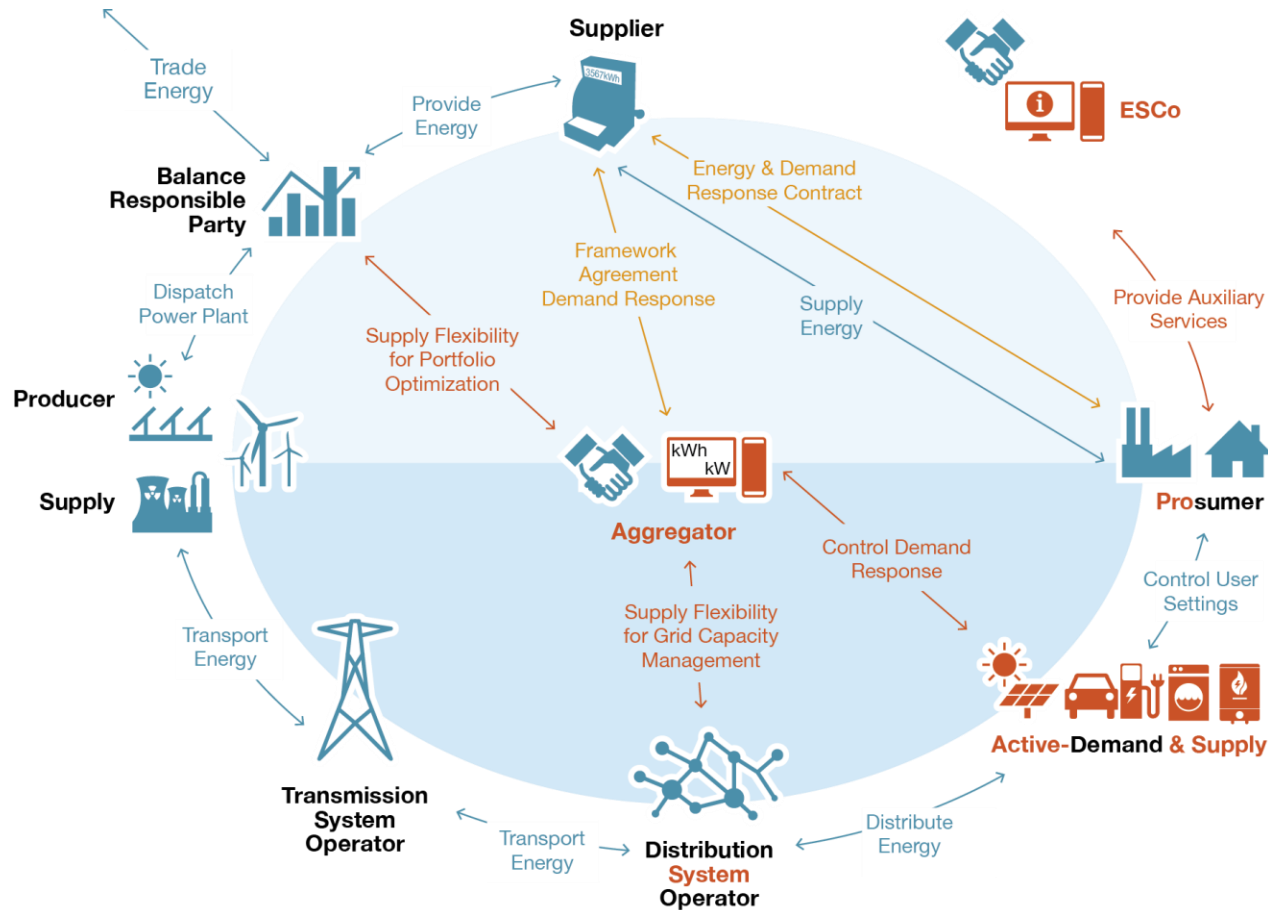 Supplier
3567kWh
Trade
Energy
Provide
Energy
ESCo
Balance
Responsible
Party
Energy & Demand
Response Contract
Framework
Agreement
Demand Response
Dispatch
Power Plant
Supply
Energy
Provide Auxiliary
Services
Supply Flexibility
for Portfolio
Optimization
Producer
kWh
kW
Supply
Prosumer
Aggregator
Control Demand
Response
Control User
Settings
Supply Flexibility
for Grid Capacity
Management
Transport
Energy
Active-Demand & Supply
Transmission
System
Operator
Transport
Energy
Distribution
System
Operator
Distribute
Energy